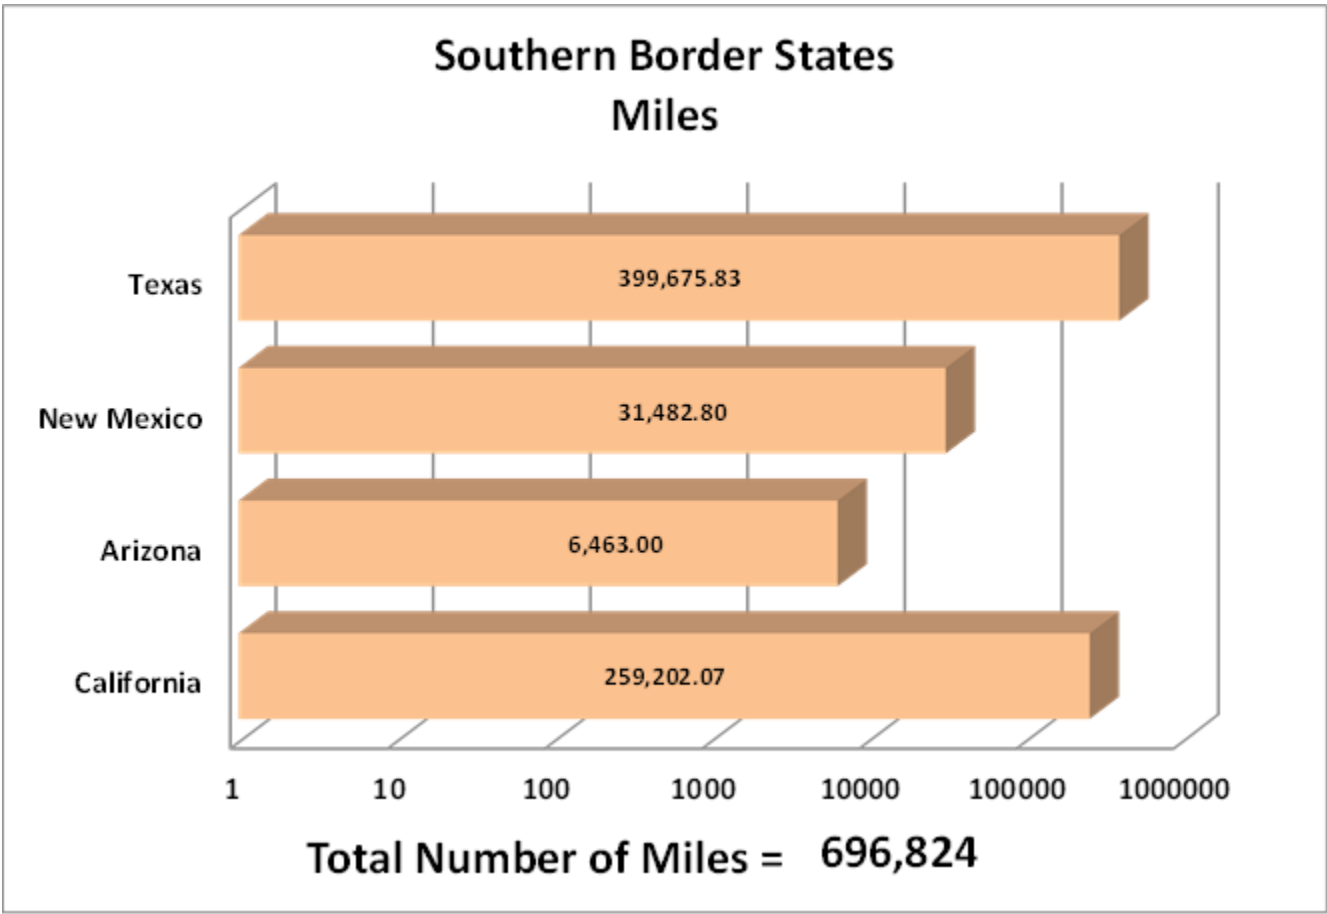 Southern Border States
Miles
Texas
399,675.83
New Mexico
31,482.80
Arizona
6,463.00
California
259,202.07
1 10 100 1000 10000 100000 1000000
Total Number of Miles = 696,824